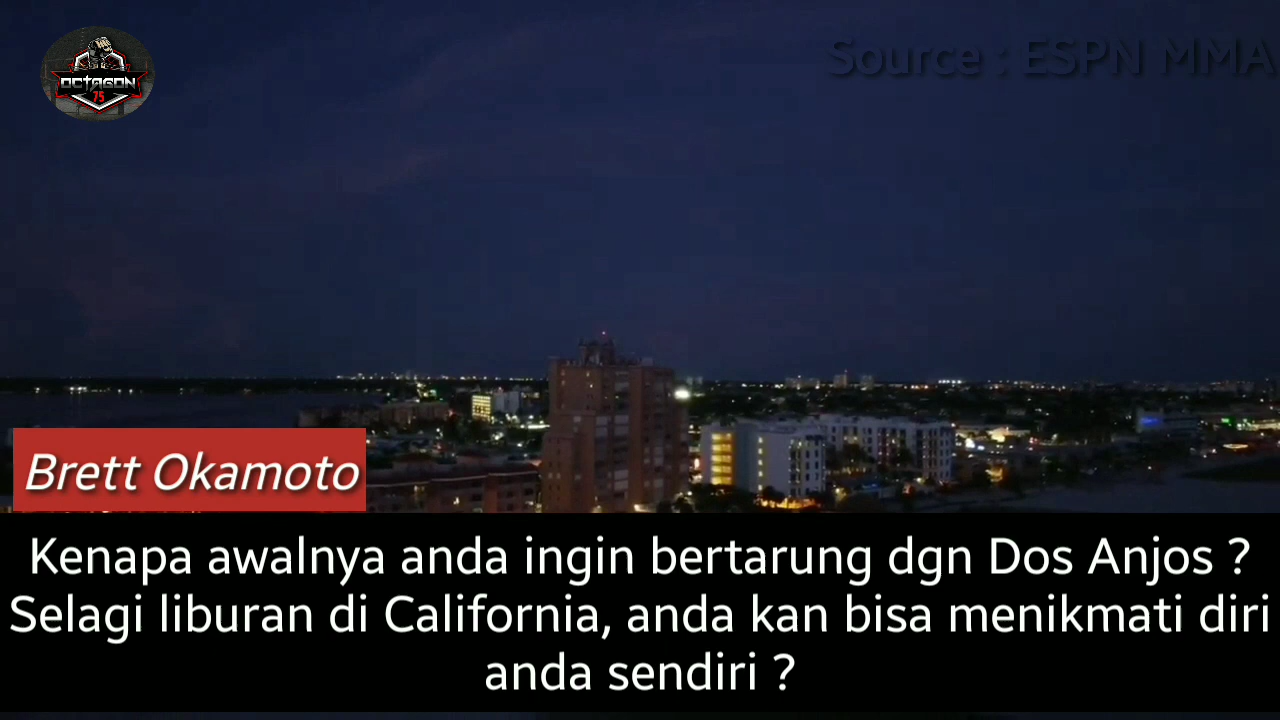 OCTAGON
75
Source : ESPN MMA
Brett Okamoto
Kenapa awalnya anda ingin bertarung dgn Dos Anjos ?
Selagi liburan di California, anda kan bisa menikmati diri
anda sendiri ?